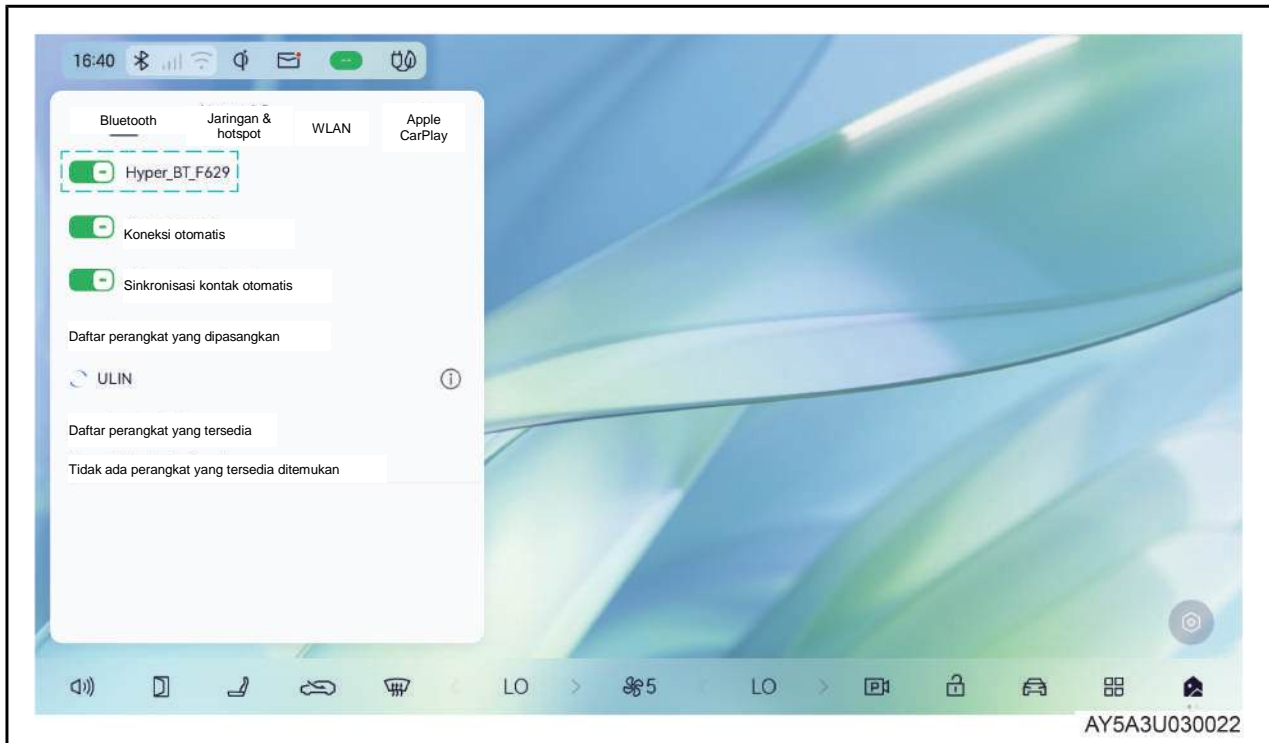 16:40
Bluetooth
Jaringan &
hotspot
WLAN
Apple
CarPlay
Hyper_BT_F629
Koneksi otomatis
Sinkronisasi kontak otomatis
Daftar perangkat yang dipasangkan
ULIN
Daftar perangkat yang tersedia
Tidak ada perangkat yang tersedia ditemukan
LO 5 LO
AY5A3U030022